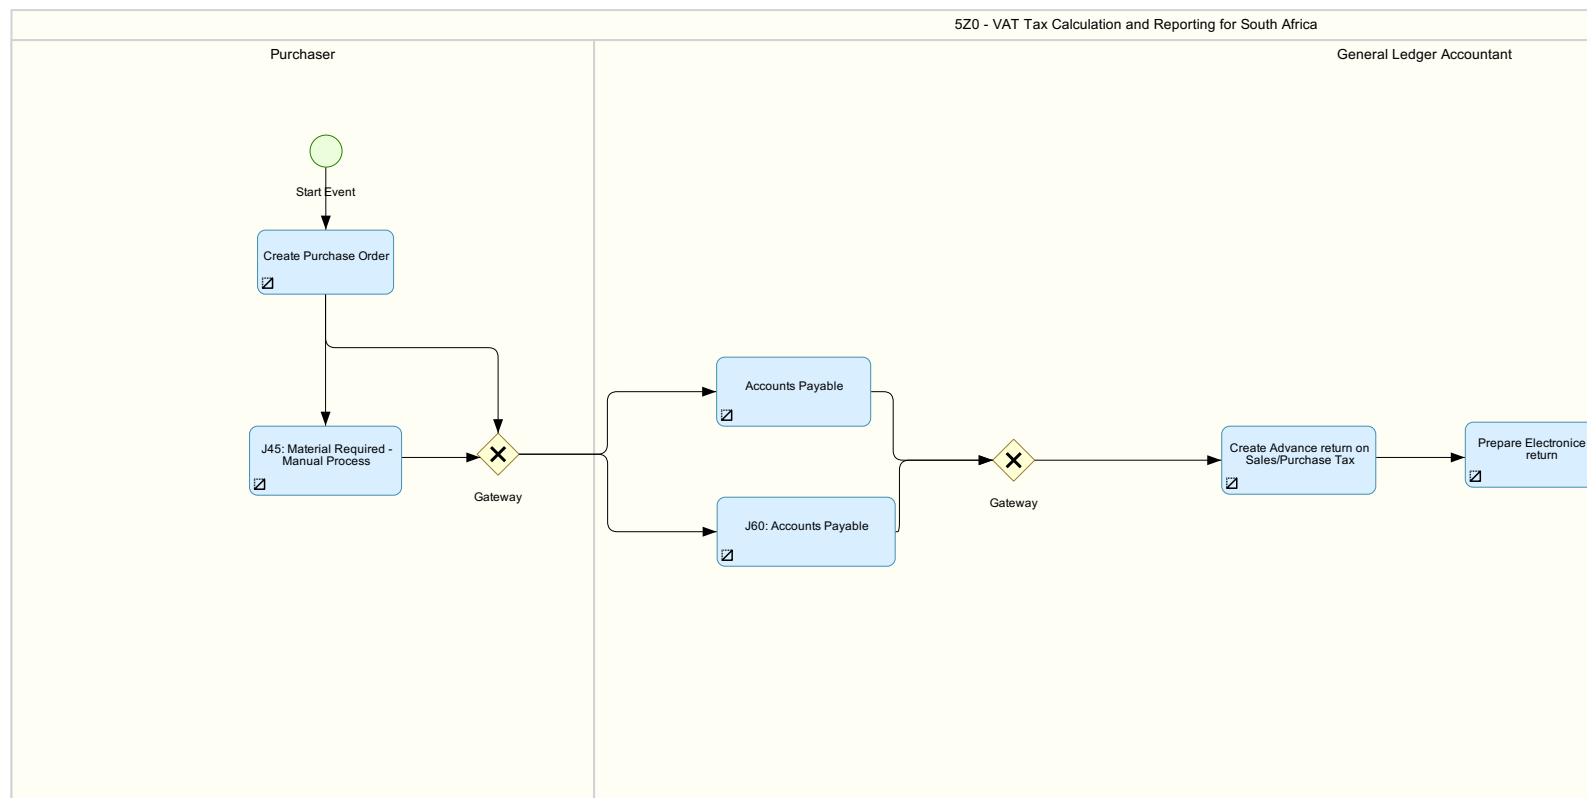 5Z0 - VAT Tax Calculation and Reporting for South Africa
Purchaser
General Ledger Accountant
Start Event
Create Purchase Order
Accounts Payable
J45: Material Required -
Manual Process
Gateway
J60: Accounts Payable
Gateway
Create Advance return on
Sales/Purchase Tax
Prepare Electronice
return